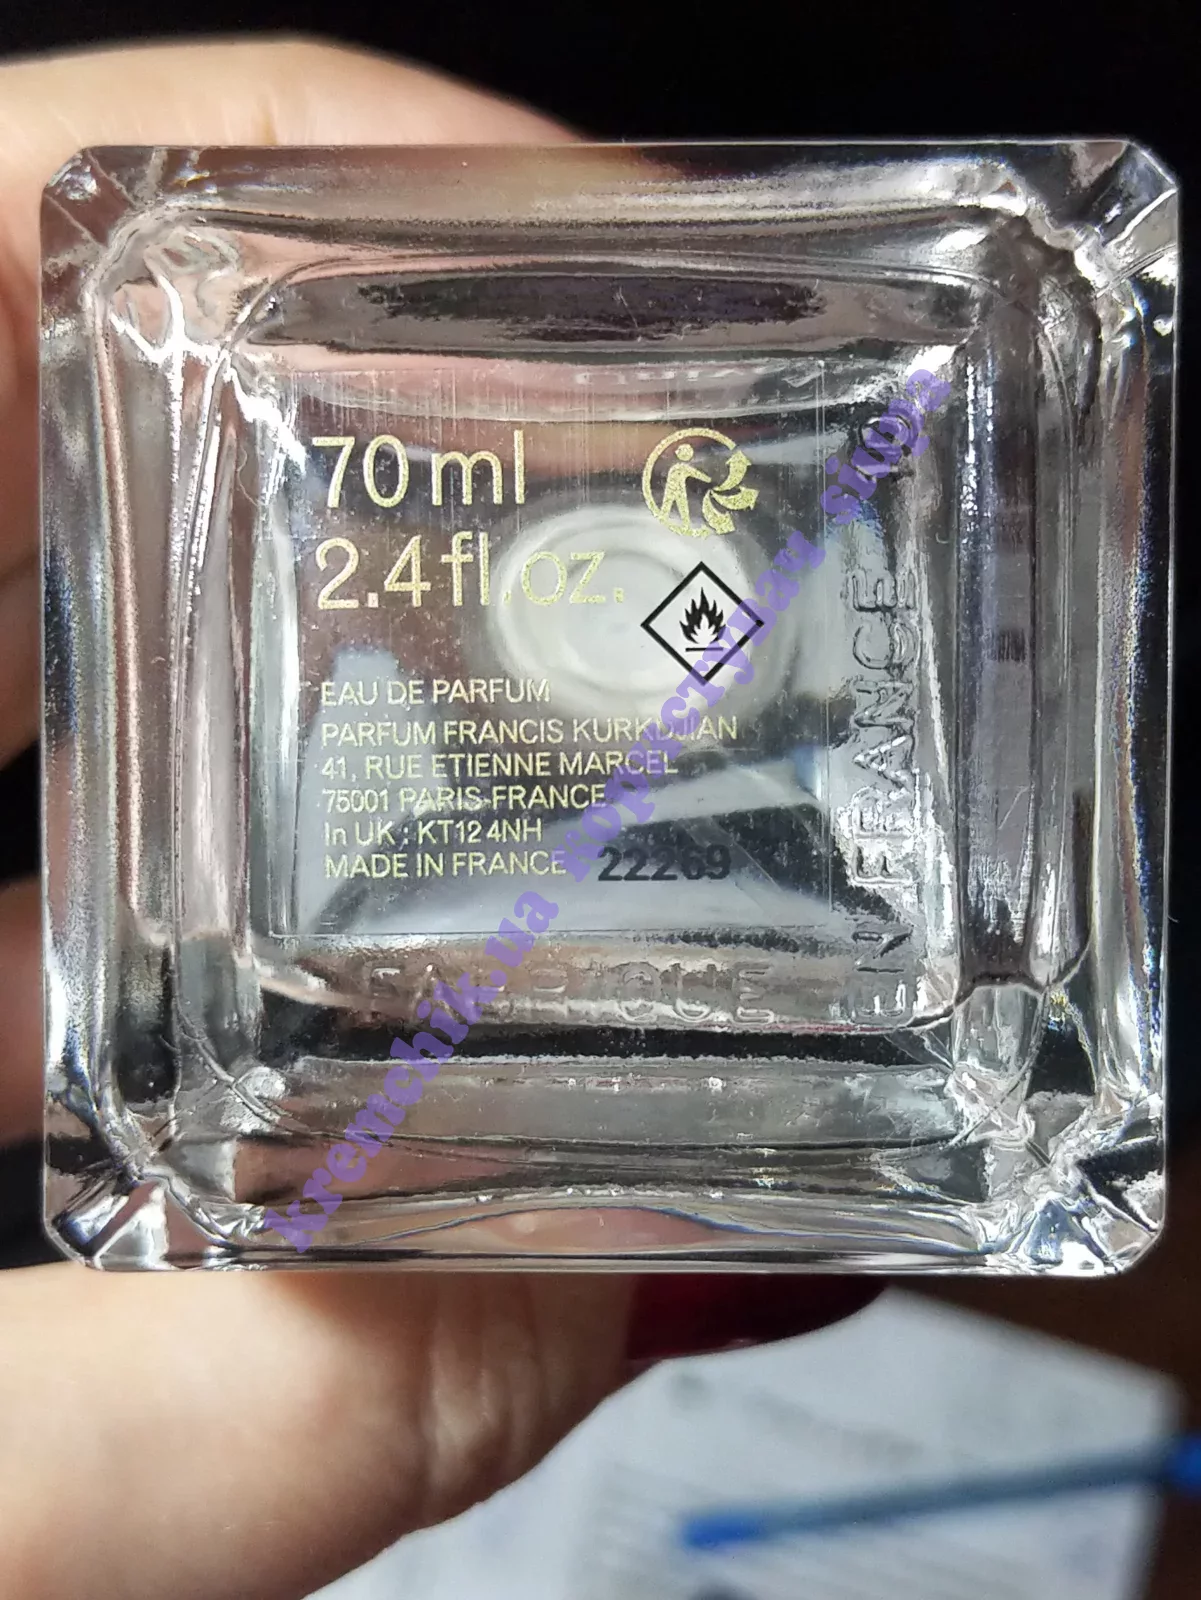 70 ml
2.4 fl.oz.
EAU DE PARFUM
PARFUM FRANCIS KURKDJIAN
41, RUE ETIENNE MARCEL
75001 PARIS-FRANCE
In UK : KT12 4NH
MADE IN FRANCE 22269
EN FRANCE
kremchik.ua користувач